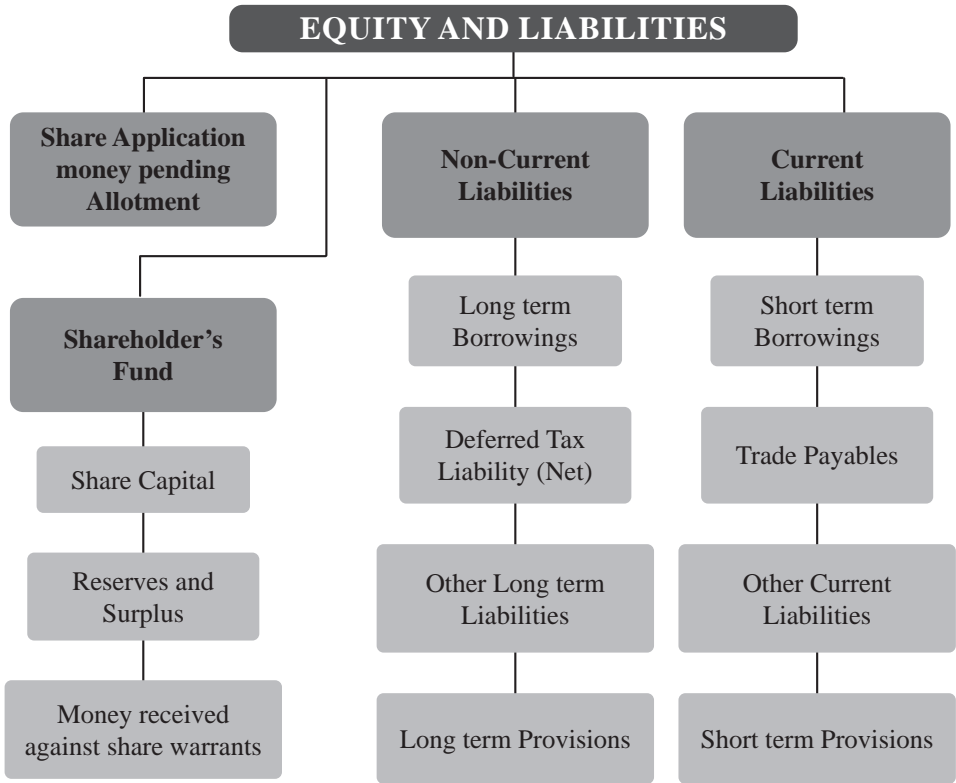 EQUITY AND LIABILITIES
Share Application
money pending
Allotment
Shareholder's
Fund
Share Capital
Reserves and
Surplus
Money received
against share warrants
Non-Current
Liabilities
Long term
Borrowings
Deferred Tax
Liability (Net)
Other Long term
Liabilities
Long term Provisions
Current
Liabilities
Short term
Borrowings
Trade Payables
Other Current
Liabilities
Short term Provisions